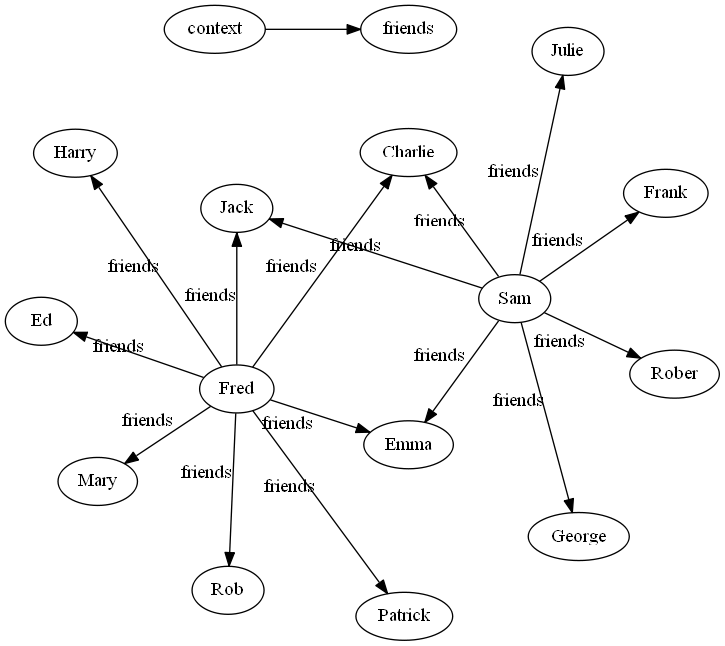 context
friends
Julie
Harry
Charlie
friends
Frank
Jack
friends
friends
friends
friends
friends
friends
Sam
Ed
friends
friends
friends
Rober
Fred
friends
friends
friends
Emma
Mary
friends
friends
George
Rob
Patrick